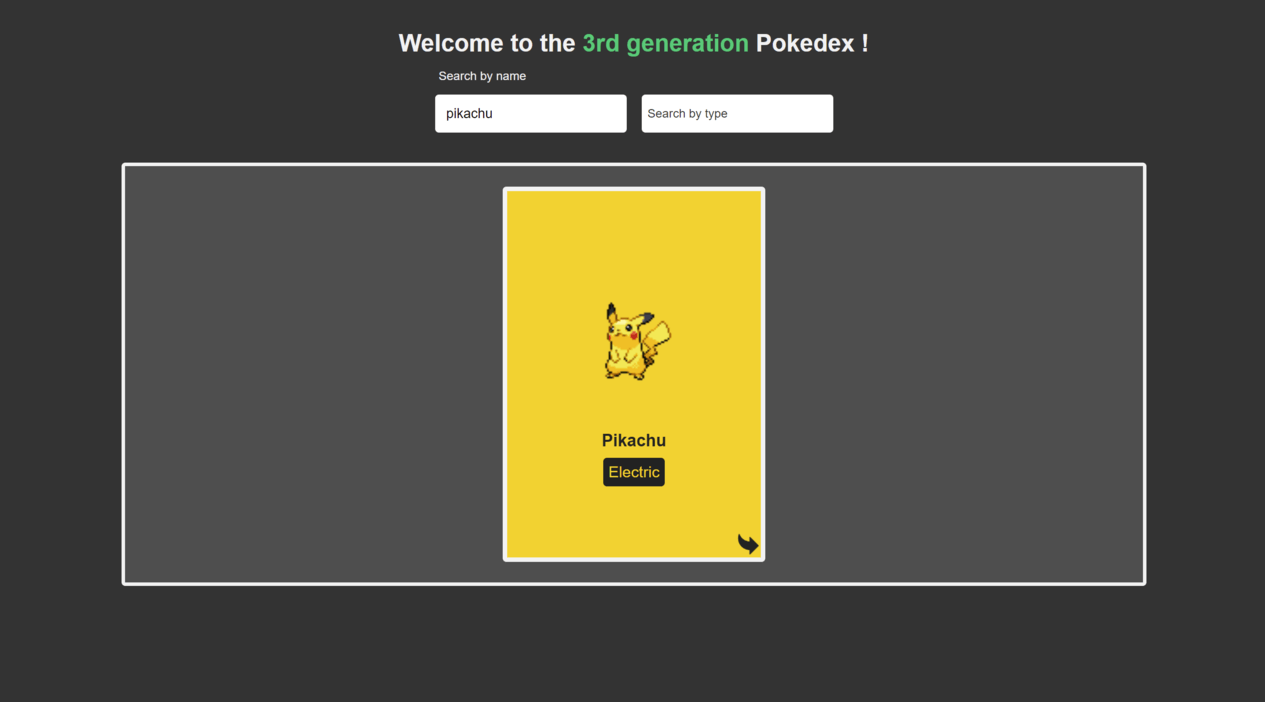 Welcome to the 3rd generation Pokedex !
Search by name
pikachu
Search by type
Pikachu
Electric